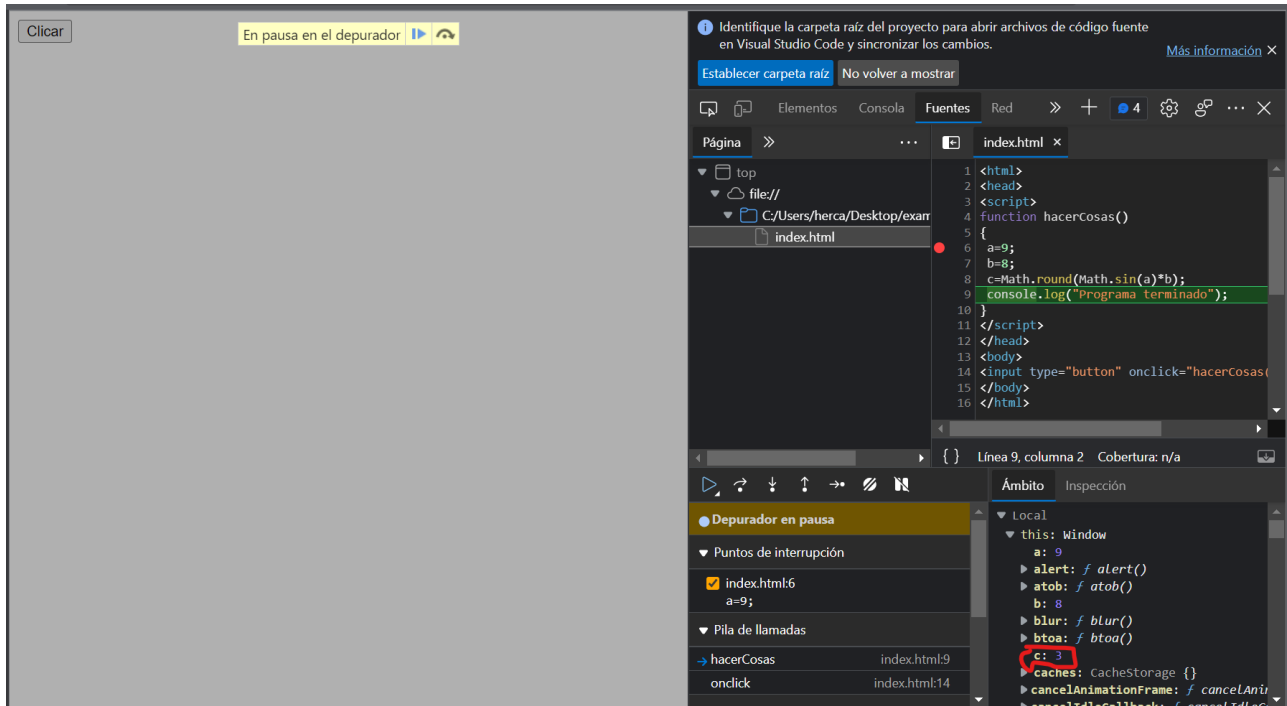 Clicar
En pausa en el depurador
Identifique la carpeta raíz del proyecto para abrir archivos de código fuente
en Visual Studio Code y sincronizar los cambios.
Más información
Establecer carpeta raíz No volver a mostrar
Elementos Consola Fuentes Red 4
Página
top
file://
C:/Users/herca/Desktop/exam
index.html
index.html
1 <html>
2 <head>
3 <script>
4 function hacerCosas()
5 {
6 a=9;
7 b=8;
8 c=Math.round(Math.sin(a)*b);
9 console.log("Programa terminado");
10 }
11 </script>
12 </head>
13 <body>
14 <input type="button" onclick="hacerCosas(
15 </body>
16 </html>
{ } Línea 9, columna 2 Cobertura: n/a
Depurador en pausa
Puntos de interrupción
index.html:6
a=9;
Pila de llamadas
hacerCosas index.html:9
onclick index.html:14
Ámbito Inspección
Local
this: Window
a: 9
alert: ƒ alert()
atob: ƒ atob()
b: 8
blur: ƒ blur()
btoa: ƒ btoa()
c: 3
caches: CacheStorage {}
cancelAnimationFrame: ƒ cancelAni